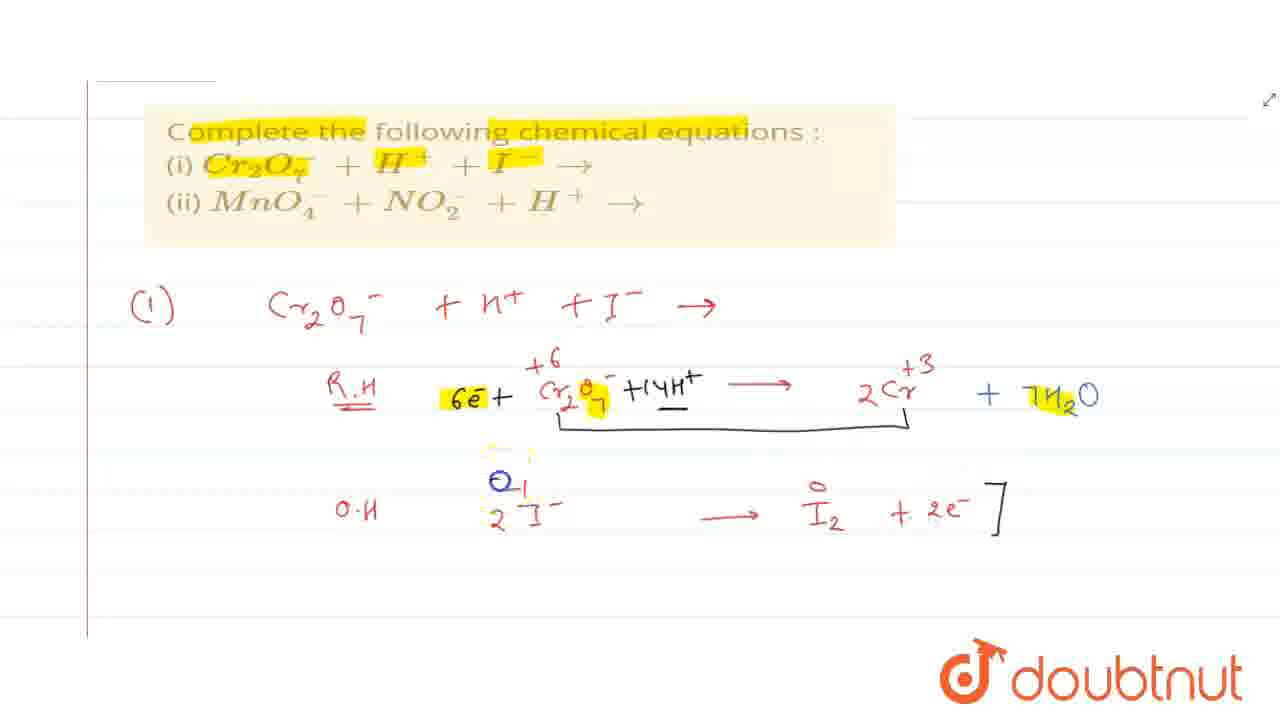 Complete the following chemical equations :
(i) Cr₂O₇⁻ + H⁺ + I⁻ →
(ii) MnO₄⁻ + NO₂⁻ + H⁺ →
(1) Cr₂O₇⁻ + H⁺ + I⁻ →
+6 +3
R.H 6e⁻ + Cr₂O₇⁻ + 14H⁺ → 2Cr + 7H₂O
-1 0
O.H 2 I⁻ → I₂ + 2e⁻ ]
doubtnut